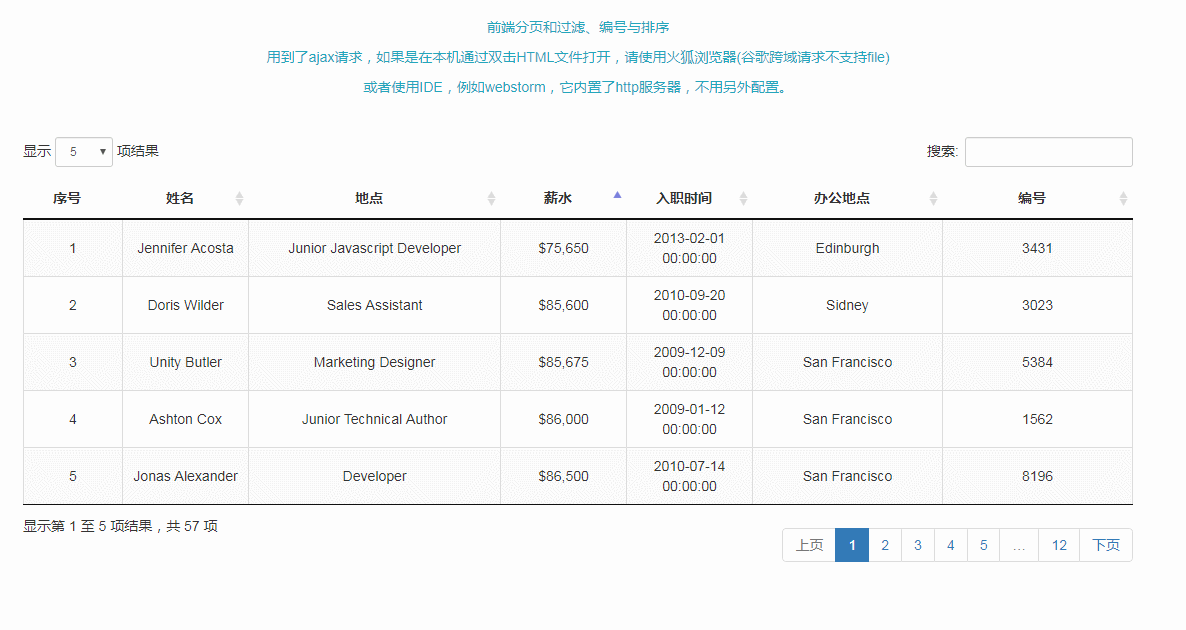 前端分页和过滤、编号与排序
用到了ajax请求，如果是在本机通过双击HTML文件打开，请使用火狐浏览器(谷歌跨域请求不支持file)
或者使用IDE，例如webstorm，它内置了http服务器，不用另外配置。
显示 5 项结果 搜索:
序号 姓名 地点 薪水 入职时间 办公地点 编号
1 Jennifer Acosta Junior Javascript Developer $75,650 2013-02-01 00:00:00 Edinburgh 3431
2 Doris Wilder Sales Assistant $85,600 2010-09-20 00:00:00 Sidney 3023
3 Unity Butler Marketing Designer $85,675 2009-12-09 00:00:00 San Francisco 5384
4 Ashton Cox Junior Technical Author $86,000 2009-01-12 00:00:00 San Francisco 1562
5 Jonas Alexander Developer $86,500 2010-07-14 00:00:00 San Francisco 8196
显示第 1 至 5 项结果，共 57 项
上页 1 2 3 4 5 … 12 下页